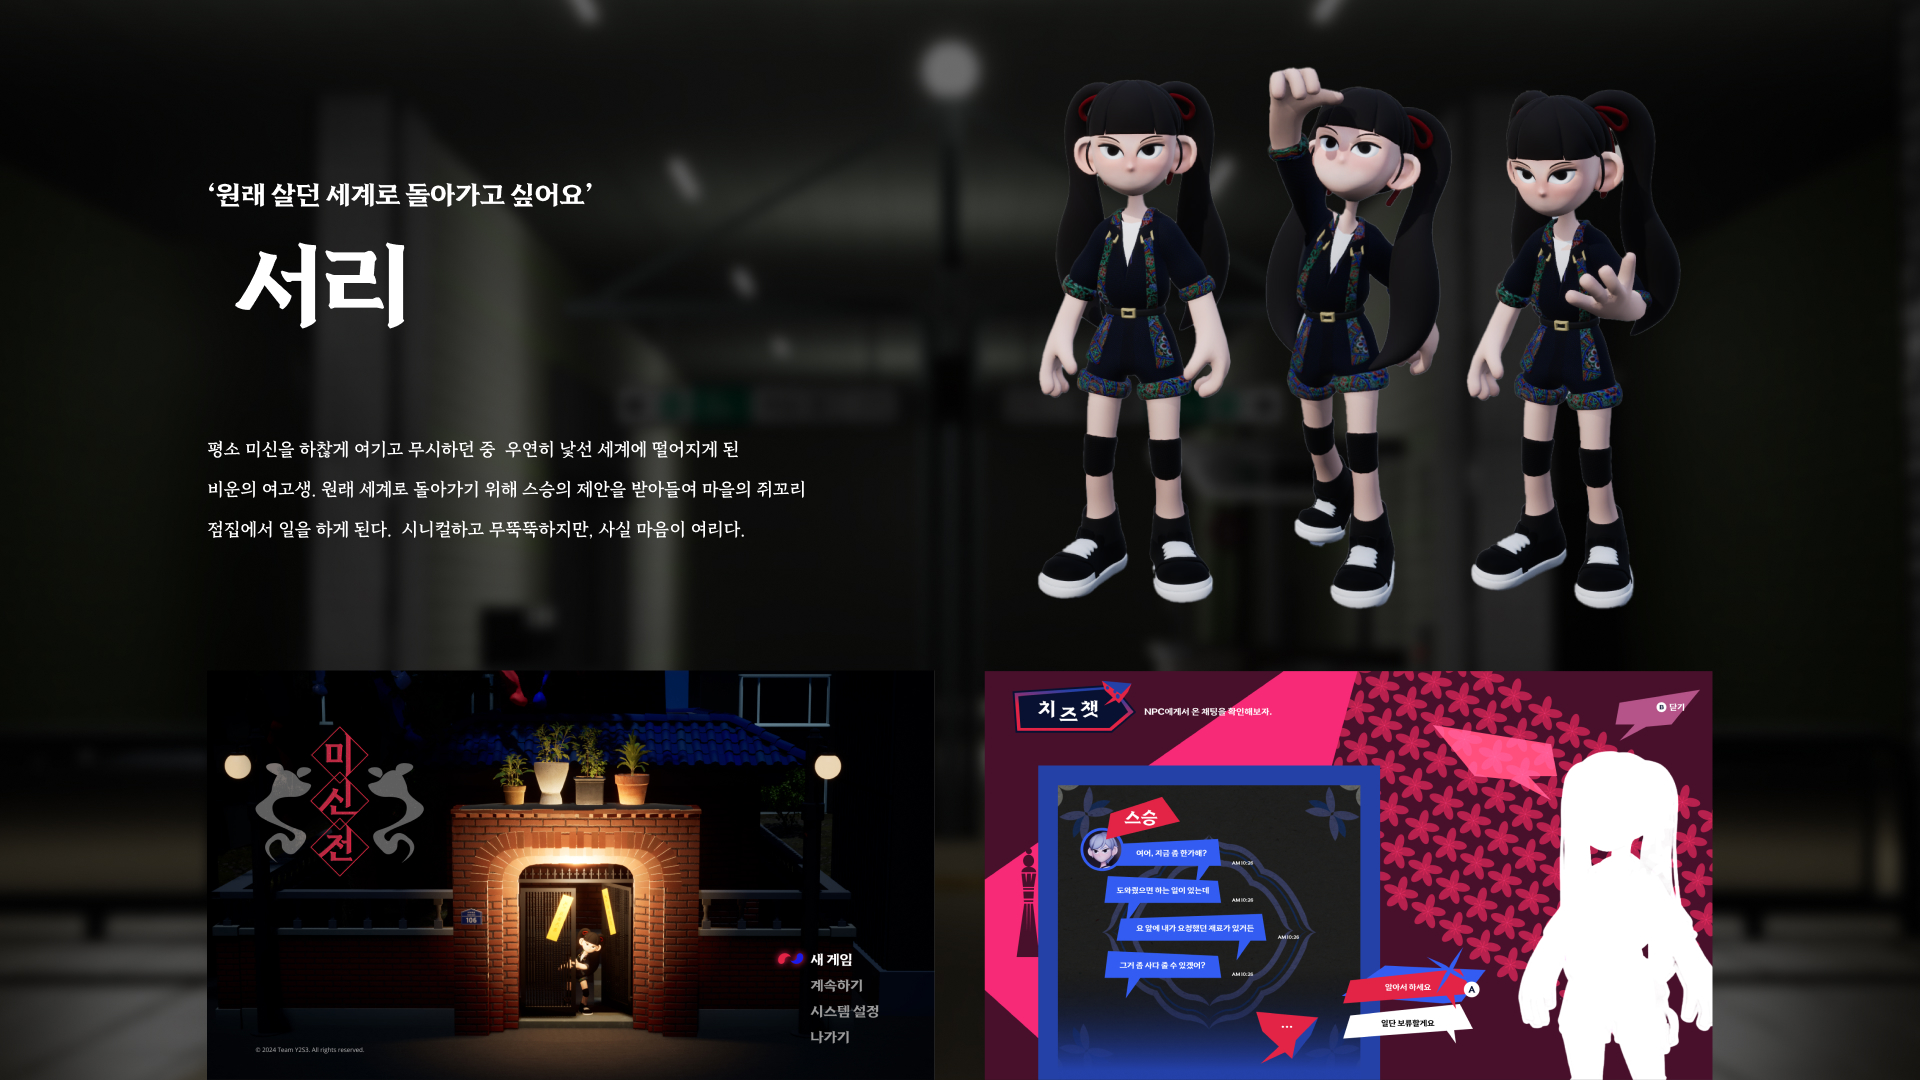 ‘원래 살던 세계로 돌아가고 싶어요’
서리
평소 미신을 하찮게 여기고 무시하던 중 우연히 낯선 세계에 떨어지게 된
비운의 여고생. 원래 세계로 돌아가기 위해 스승의 제안을 받아들여 마을의 쥐꼬리
점집에서 일을 하게 된다. 시니컬하고 무뚝뚝하지만, 사실 마음이 여리다.
미신전
106
새 게임
계속하기
시스템 설정
나가기
© 2024 Team Y2S3. All rights reserved.
치즈챗
NPC에게서 온 채팅을 확인해보자.
B 닫기
스승
여어, 지금 좀 한가해?
AM10:26
도와줬으면 하는 일이 있는데
AM10:26
요 앞에 내가 요청했던 재료가 있거든
AM10:26
그거 좀 사다 줄 수 있겠어?
AM10:26
...
알아서 하세요
A
일단 보류할게요